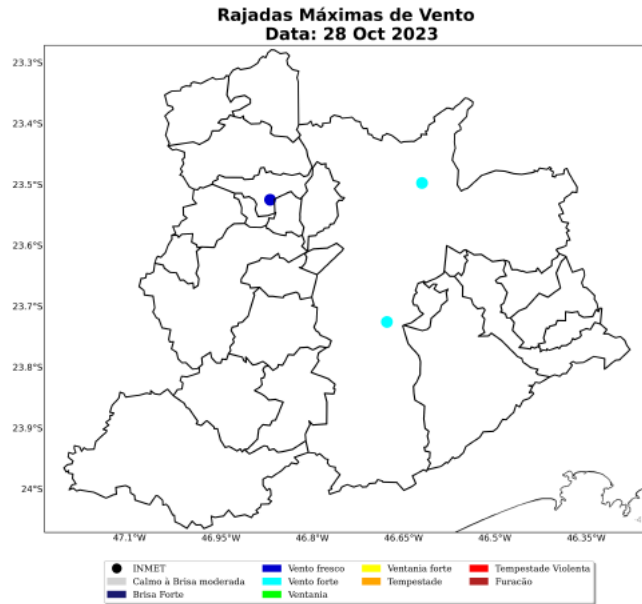 Rajadas Máximas de Vento
Data: 28 Oct 2023
23.3°S
23.4°S
23.5°S
23.6°S
23.7°S
23.8°S
23.9°S
24°S
47.1°W
46.95°W
46.8°W
46.65°W
46.5°W
46.35°W
INMET
Vento fresco
Ventania forte
Tempestade Violenta
Calmo à Brisa moderada
Vento forte
Tempestade
Furacão
Brisa Forte
Ventania